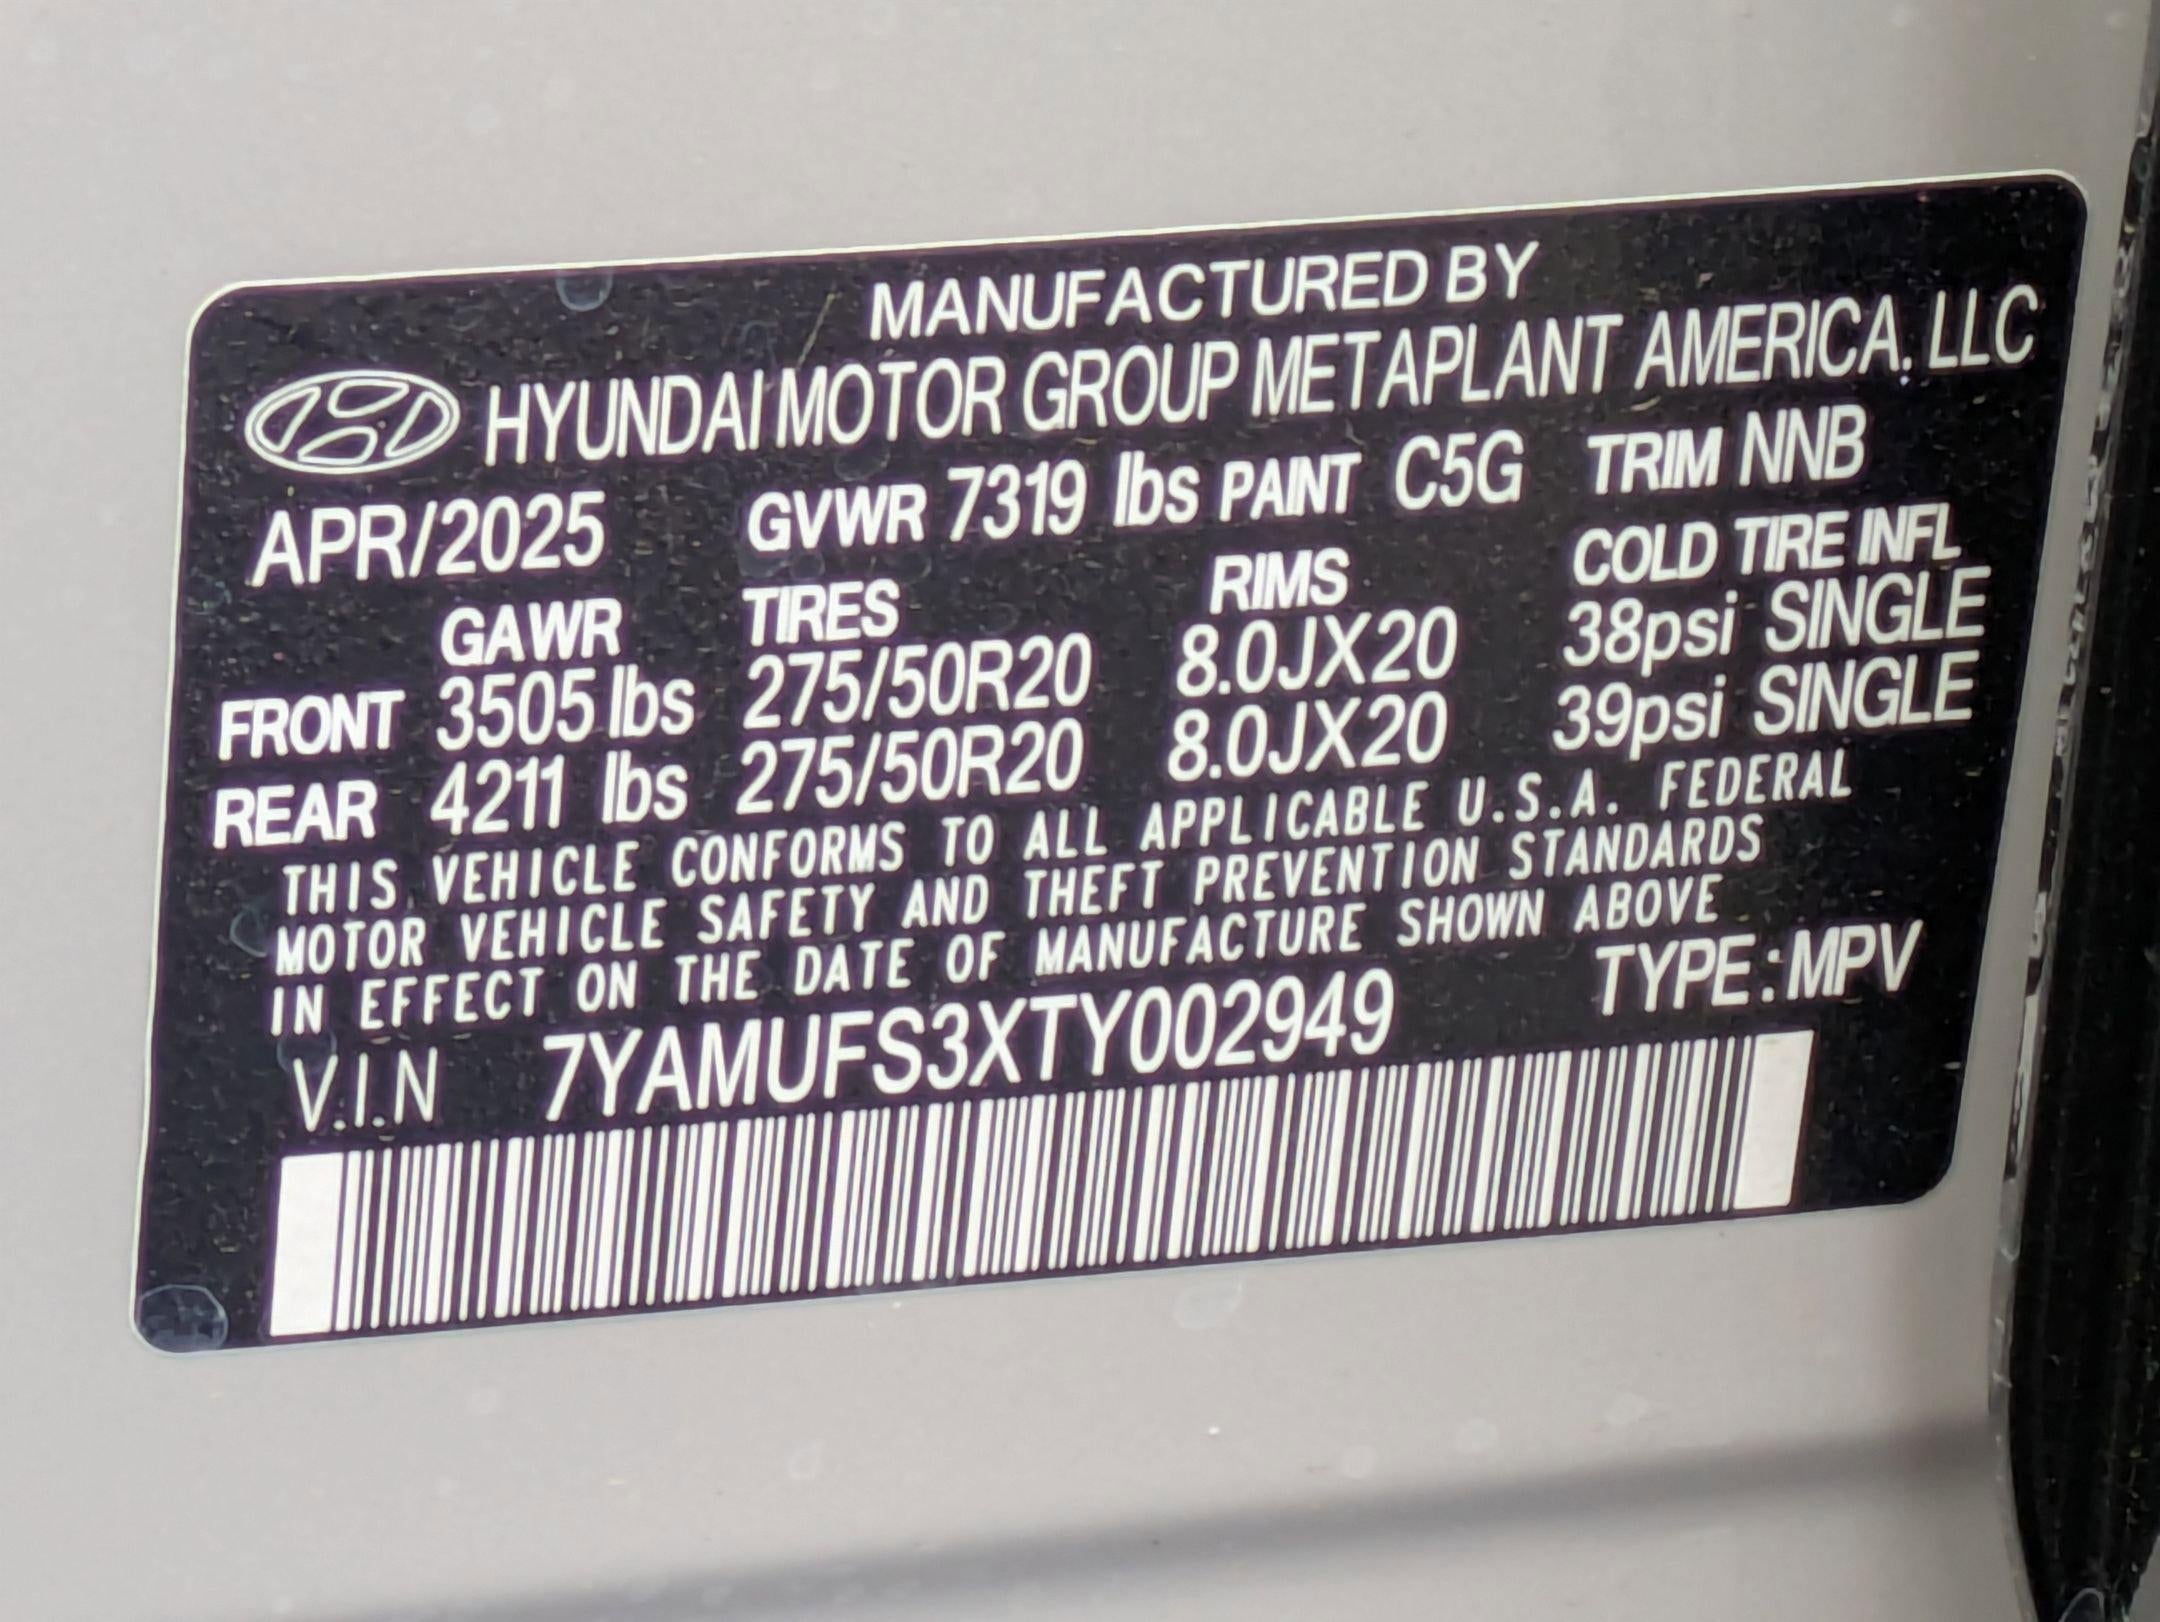 MANUFACTURED BY
HYUNDAI MOTOR GROUP METAPLANT AMERICA. LLC
APR/2025 GVWR 7319 lbs PAINT C5G TRIM NNB
GAWR TIRES RIMS COLD TIRE INFL
FRONT 3505 lbs 275/50R20 8.0JX20 38psi SINGLE
REAR 4211 lbs 275/50R20 8.0JX20 39psi SINGLE
THIS VEHICLE CONFORMS TO ALL APPLICABLE U.S.A. FEDERAL
MOTOR VEHICLE SAFETY AND THEFT PREVENTION STANDARDS
IN EFFECT ON THE DATE OF MANUFACTURE SHOWN ABOVE
V.I.N 7YAMUFS3XTY002949 TYPE:MPV